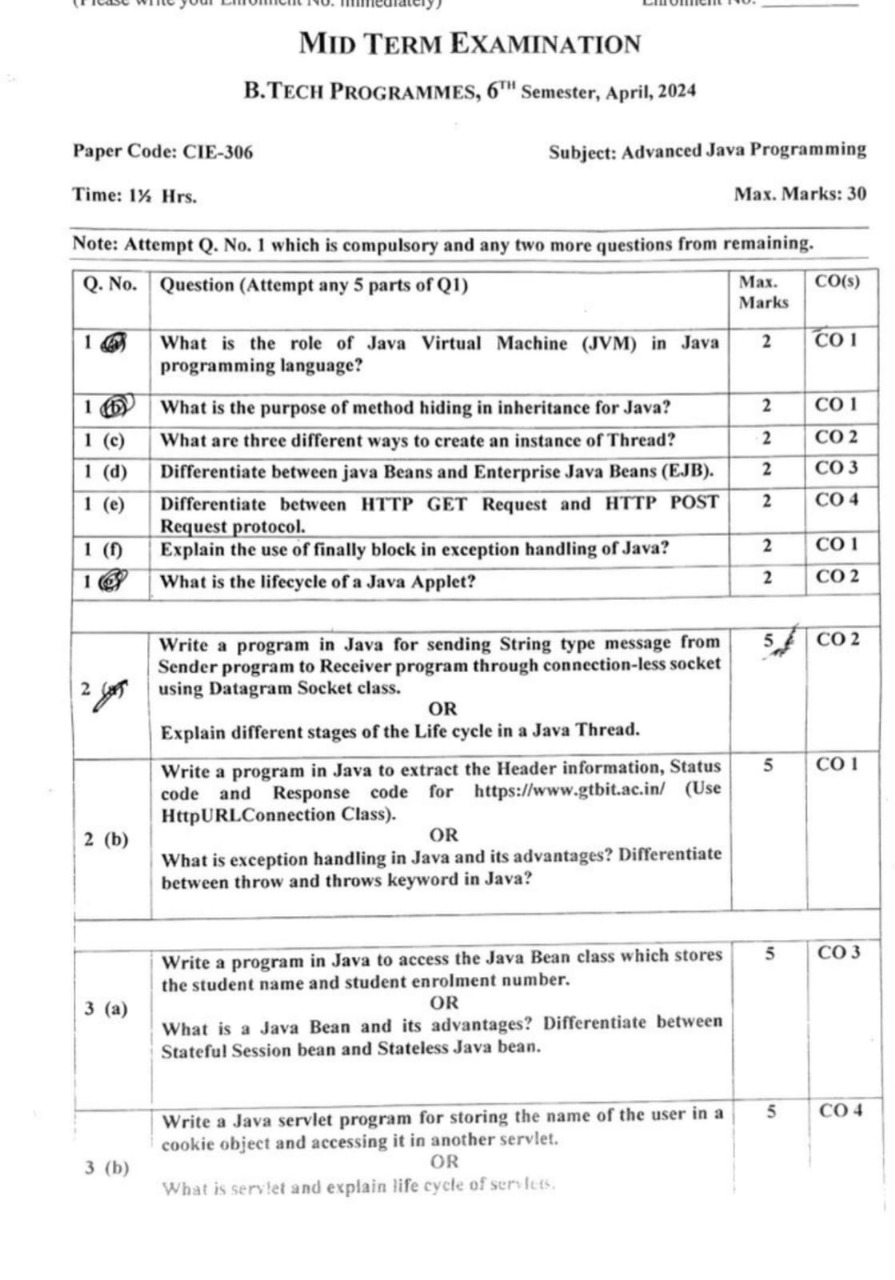 (Please write your Enrolment No. immediately) Enrolment No. __________
MID TERM EXAMINATION
B.TECH PROGRAMMES, 6TH Semester, April, 2024
Paper Code: CIE-306 Subject: Advanced Java Programming
Time: 1½ Hrs. Max. Marks: 30
Note: Attempt Q. No. 1 which is compulsory and any two more questions from remaining.
Q. No. Question (Attempt any 5 parts of Q1) Max. CO(s)
Marks
1 (a) What is the role of Java Virtual Machine (JVM) in Java 2 CO 1
programming language?
1 (b) What is the purpose of method hiding in inheritance for Java? 2 CO 1
1 (c) What are three different ways to create an instance of Thread? 2 CO 2
1 (d) Differentiate between java Beans and Enterprise Java Beans (EJB). 2 CO 3
1 (e) Differentiate between HTTP GET Request and HTTP POST 2 CO 4
Request protocol.
1 (f) Explain the use of finally block in exception handling of Java? 2 CO 1
1 (g) What is the lifecycle of a Java Applet? 2 CO 2
Write a program in Java for sending String type message from 5 CO 2
Sender program to Receiver program through connection-less socket
2 (a) using Datagram Socket class.
OR
Explain different stages of the Life cycle in a Java Thread.
Write a program in Java to extract the Header information, Status 5 CO 1
code and Response code for https://www.gtbit.ac.in/ (Use
HttpURLConnection Class).
2 (b) OR
What is exception handling in Java and its advantages? Differentiate
between throw and throws keyword in Java?
Write a program in Java to access the Java Bean class which stores 5 CO 3
the student name and student enrolment number.
3 (a) OR
What is a Java Bean and its advantages? Differentiate between
Stateful Session bean and Stateless Java bean.
Write a Java servlet program for storing the name of the user in a 5 CO 4
cookie object and accessing it in another servlet.
3 (b) OR
What is servlet and explain life cycle of servlets.